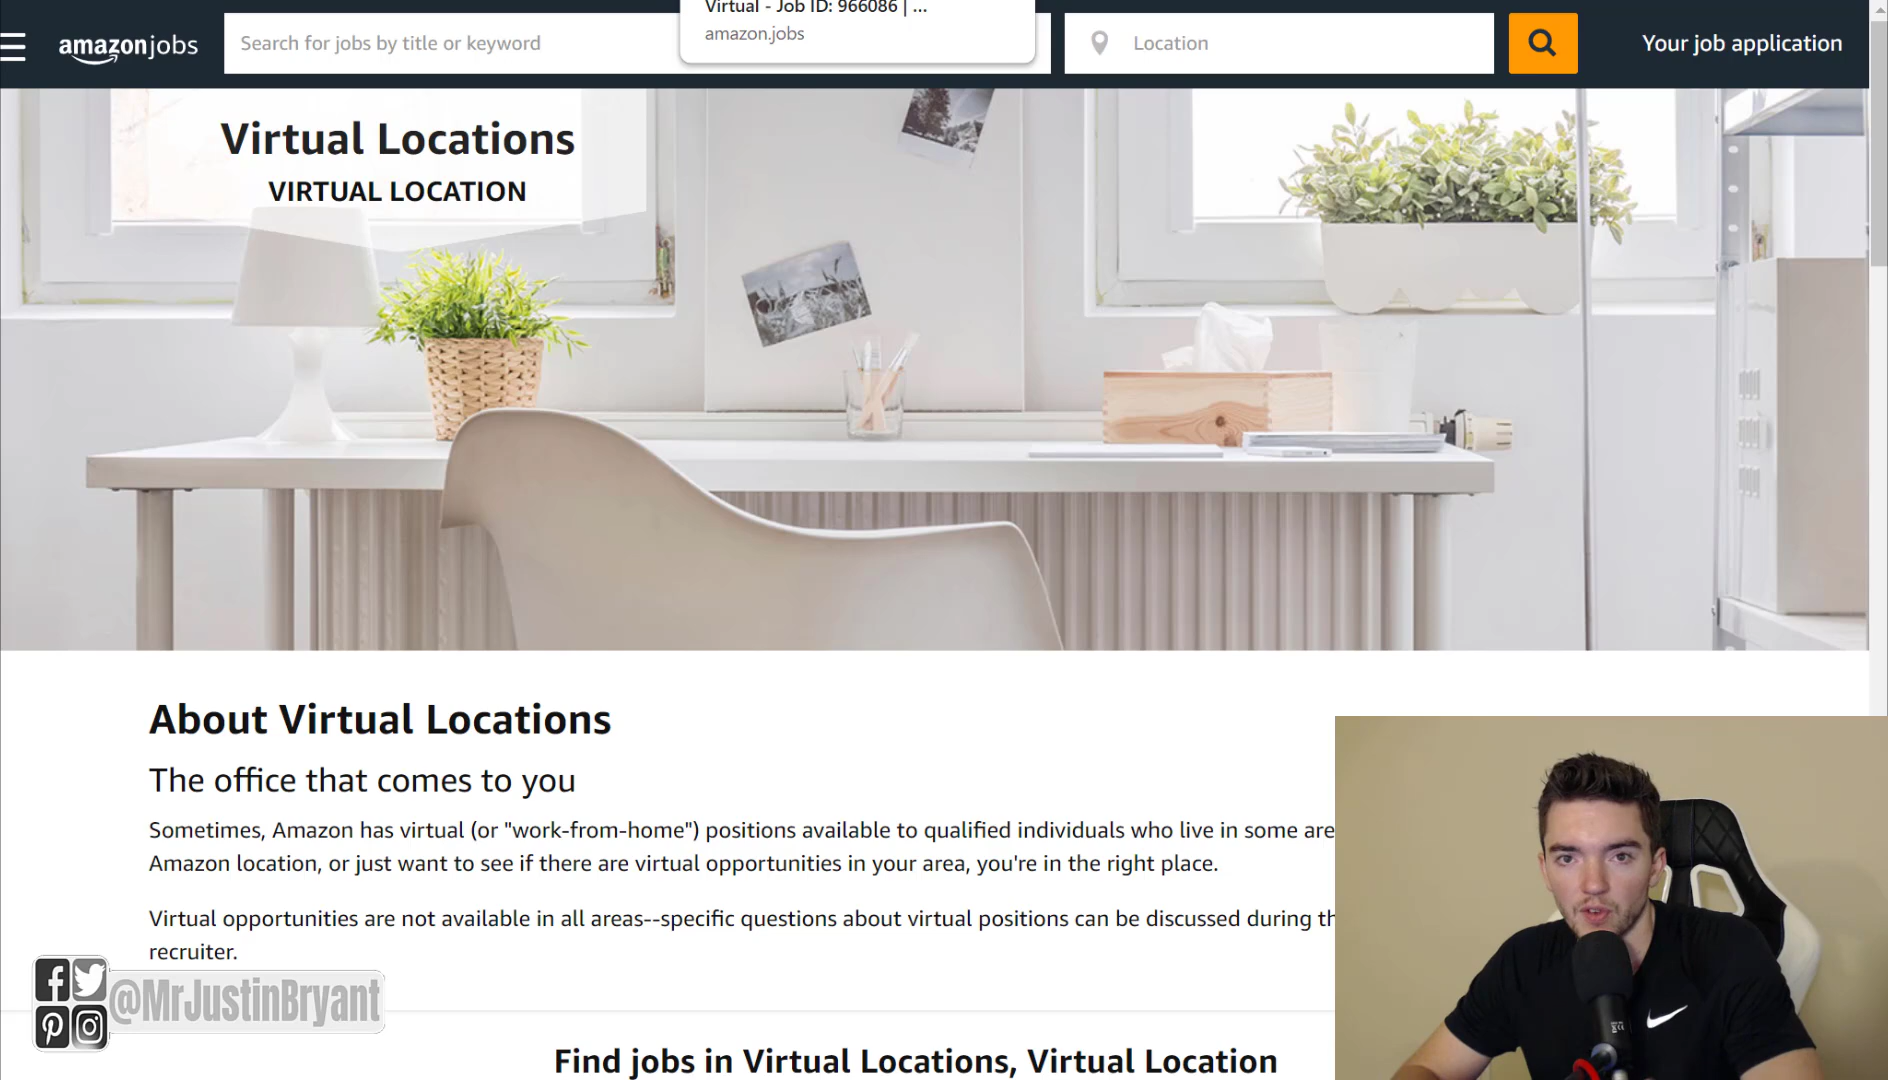 Virtual - Job ID: 966086 | ...
amazon.jobs
amazonjobs
Search for jobs by title or keyword
Location
Your job application
Virtual Locations
VIRTUAL LOCATION
About Virtual Locations
The office that comes to you
Sometimes, Amazon has virtual (or "work-from-home") positions available to qualified individuals who live in some are
Amazon location, or just want to see if there are virtual opportunities in your area, you're in the right place.
Virtual opportunities are not available in all areas--specific questions about virtual positions can be discussed during th
recruiter.
@MrJustinBryant
Find jobs in Virtual Locations, Virtual Location